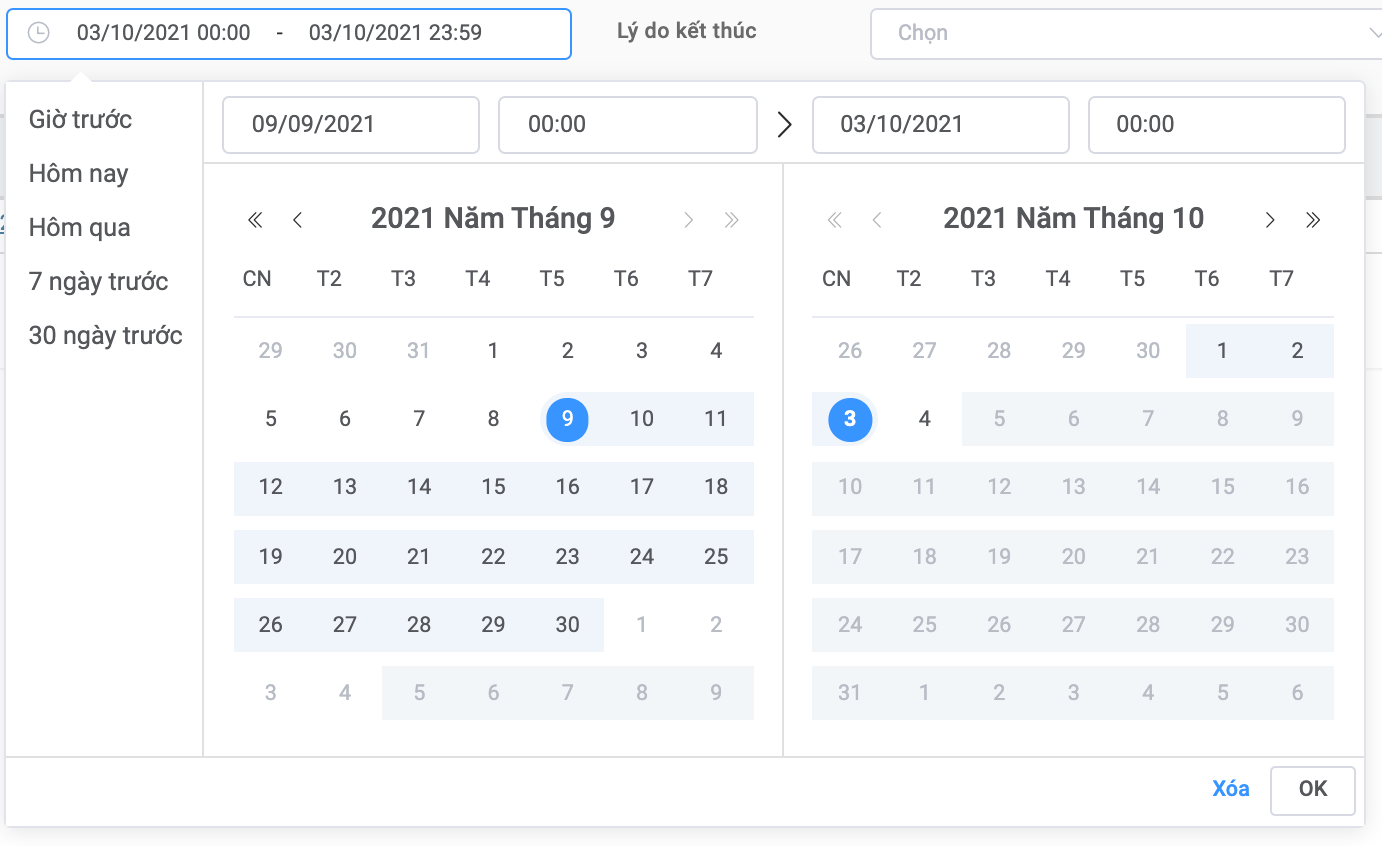 03/10/2021 00:00 - 03/10/2021 23:59 Lý do kết thúc Chọn
Giờ trước
Hôm nay
Hôm qua
7 ngày trước
30 ngày trước
09/09/2021 00:00 > 03/10/2021 00:00
« < 2021 Năm Tháng 9 > »
CN T2 T3 T4 T5 T6 T7
29 30 31 1 2 3 4
5 6 7 8 9 10 11
12 13 14 15 16 17 18
19 20 21 22 23 24 25
26 27 28 29 30 1 2
3 4 5 6 7 8 9
« < 2021 Năm Tháng 10 > »
CN T2 T3 T4 T5 T6 T7
26 27 28 29 30 1 2
3 4 5 6 7 8 9
10 11 12 13 14 15 16
17 18 19 20 21 22 23
24 25 26 27 28 29 30
31 1 2 3 4 5 6
Xóa OK